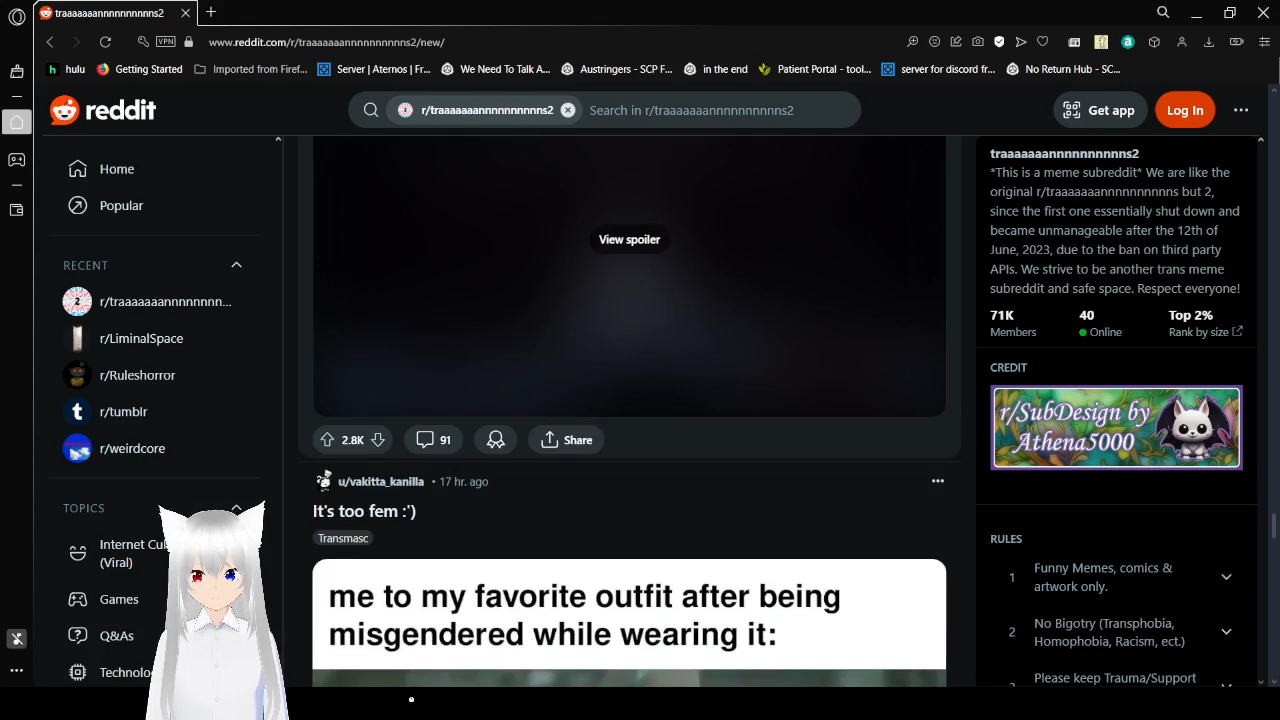 traaaaaaannnnnnnnnns2
VPN
www.reddit.com/r/traaaaaaannnnnnnnnns2/new/
hulu
Getting Started
Imported from Firef...
Server | Aternos | Fr...
We Need To Talk A...
Austringers - SCP F...
in the end
Patient Portal - tool...
server for discord fr...
No Return Hub - SC...
reddit
r/traaaaaaannnnnnnnnns2
Search in r/traaaaaaannnnnnnnnns2
Get app
Log In
Home
Popular
RECENT
r/traaaaaaannnnnnnn...
r/LiminalSpace
r/Ruleshorror
r/tumblr
r/weirdcore
TOPICS
Internet Cul
(Viral)
Games
Q&As
Technolo
View spoiler
2.8K
91
Share
u/vakitta_kanilla • 17 hr. ago
It's too fem :')
Transmasc
me to my favorite outfit after being
misgendered while wearing it:
traaaaaaannnnnnnnnns2
*This is a meme subreddit* We are like the
original r/traaaaaaannnnnnnnnns but 2,
since the first one essentially shut down and
became unmanageable after the 12th of
June, 2023, due to the ban on third party
APIs. We strive to be another trans meme
subreddit and safe space. Respect everyone!
71K
Members
40
Online
Top 2%
Rank by size
CREDIT
r/SubDesign by
Athena5000
RULES
1
Funny Memes, comics &
artwork only.
2
No Bigotry (Transphobia,
Homophobia, Racism, ect.)
Please keep Trauma/Support